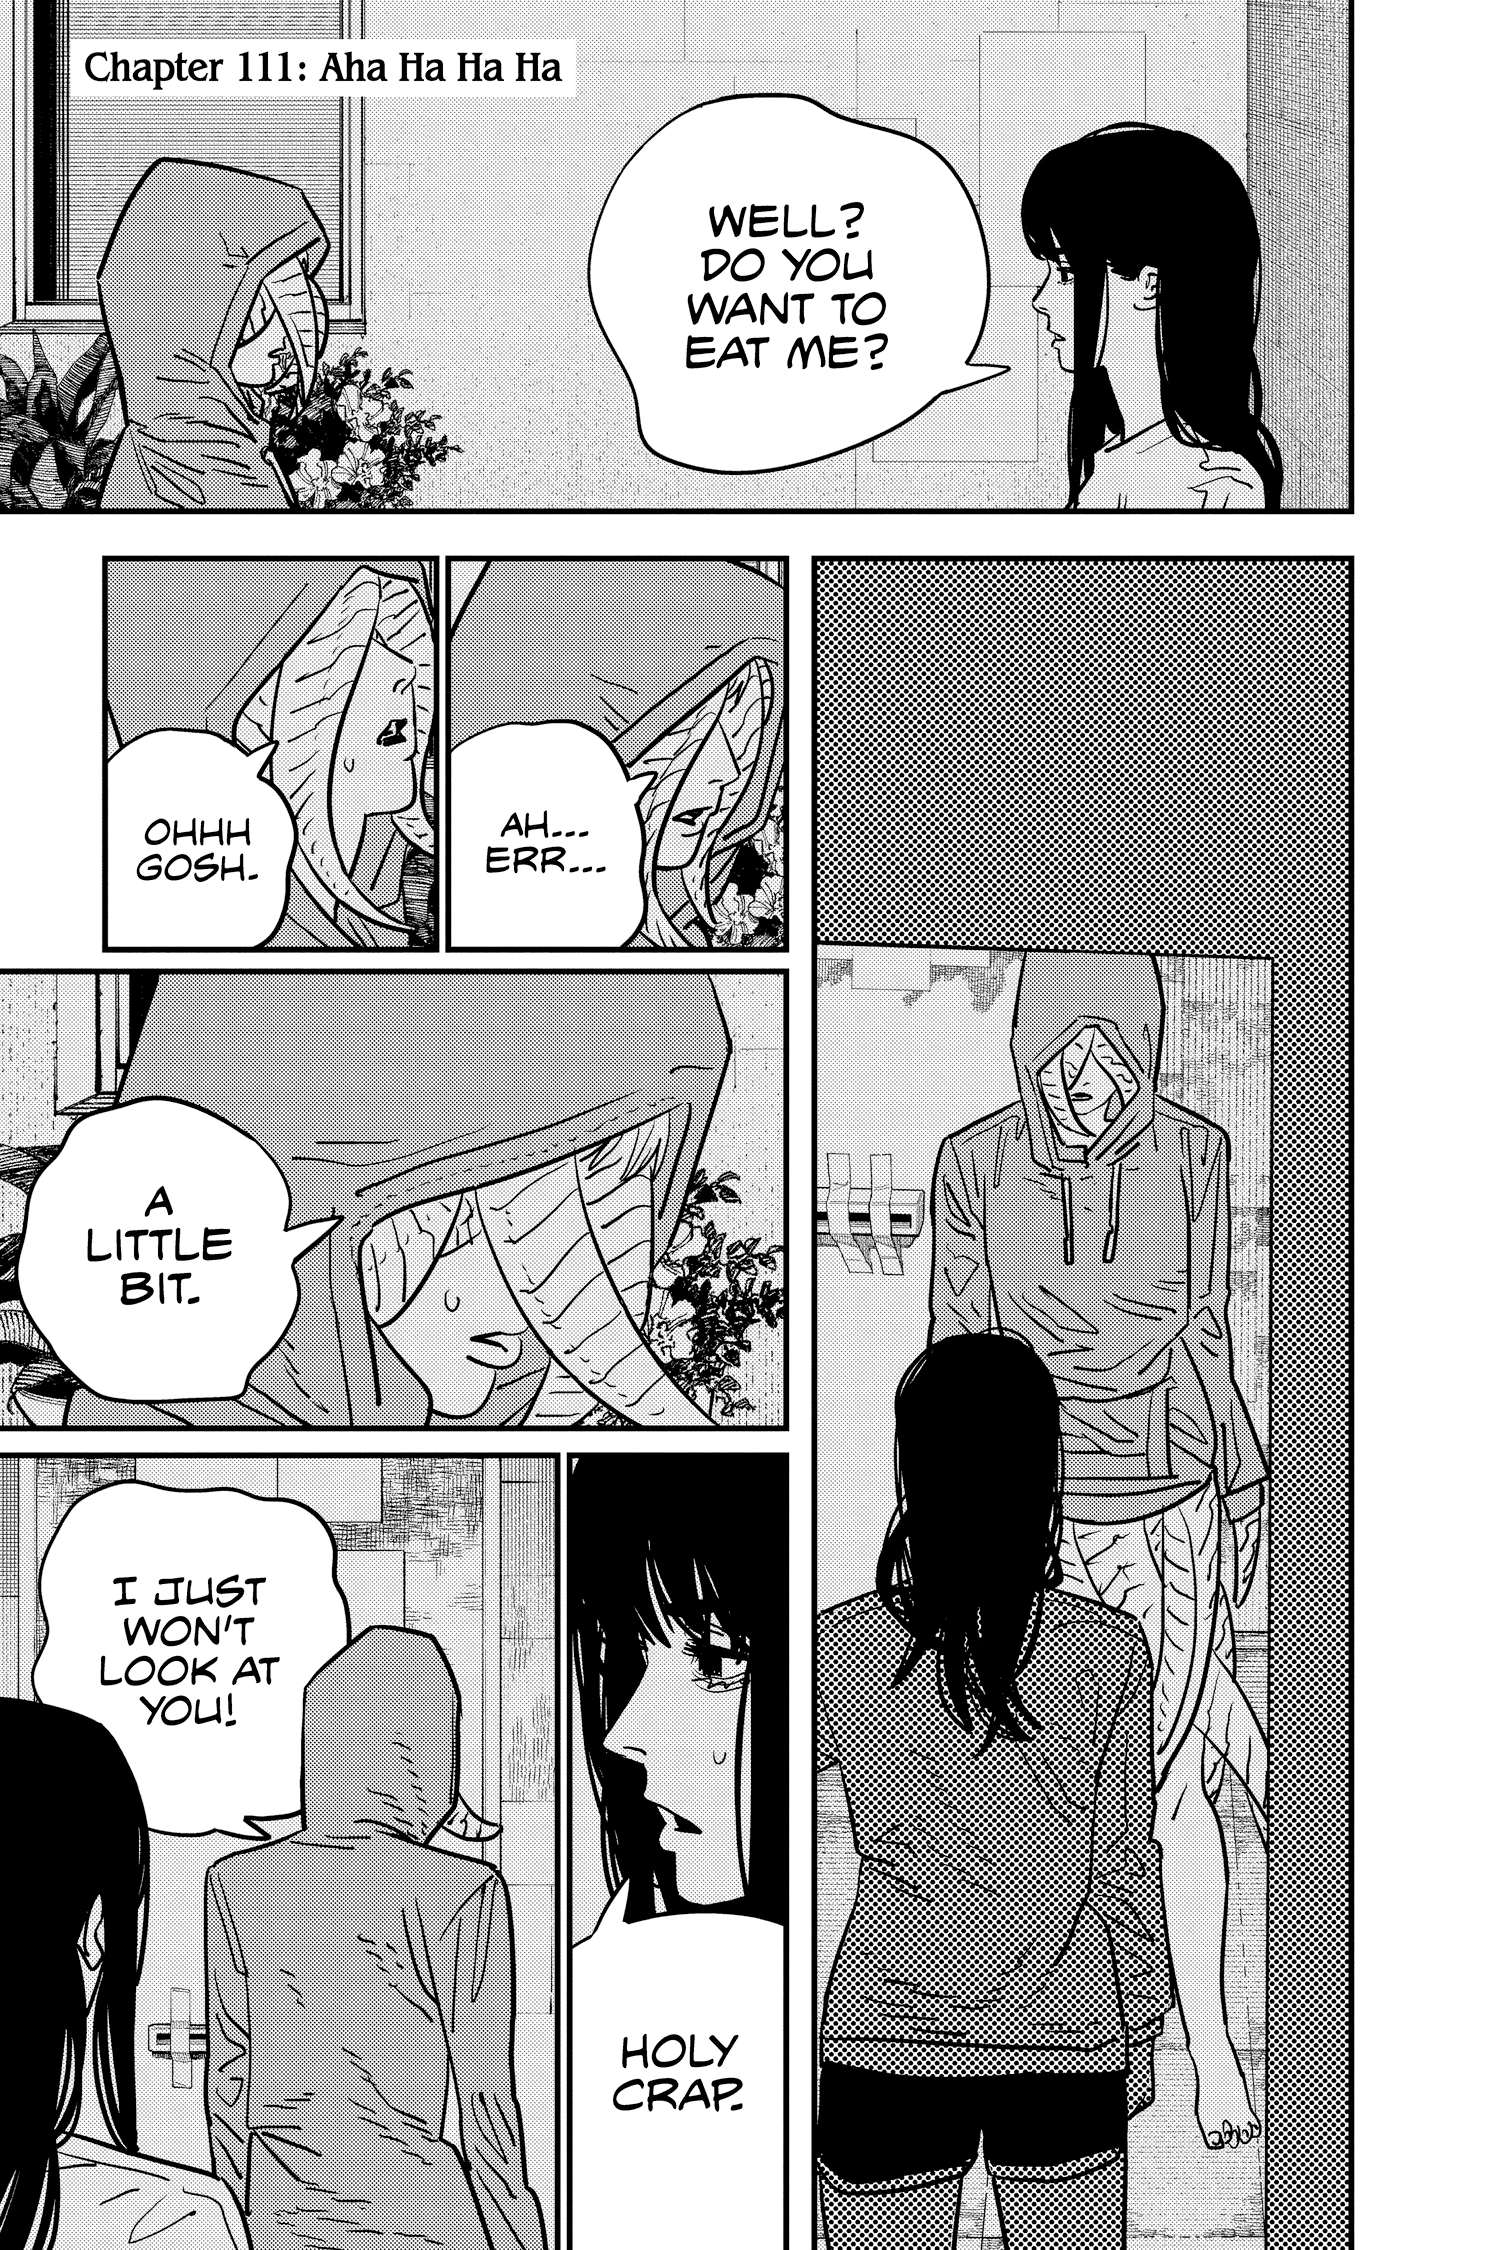 Chapter 111: Aha Ha Ha Ha
WELL?
DO YOU
WANT TO
EAT ME?
AH...
ERR...
OHHH
GOSH.
A
LITTLE
BIT.
HOLY
CRAP.
I JUST
WON'T
LOOK AT
YOU!